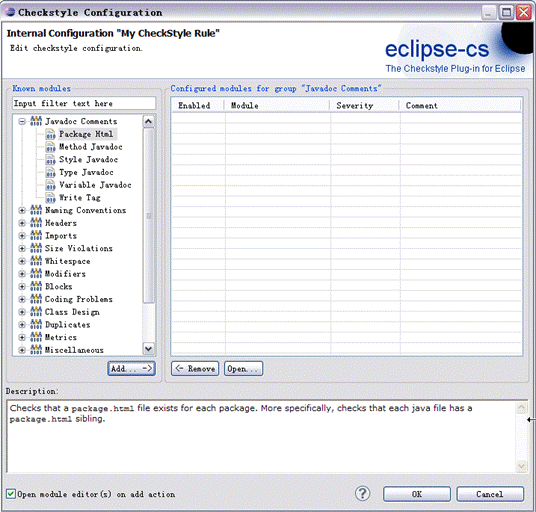 Checkstyle Configuration
Internal Configuration "My CheckStyle Rule"
Edit checkstyle configuration.
eclipse-cs
The Checkstyle Plug-in for Eclipse
Known modules
Input filter text here
Javadoc Comments
Package Html
Method Javadoc
Style Javadoc
Type Javadoc
Variable Javadoc
Write Tag
Naming Conventions
Headers
Imports
Size Violations
Whitespace
Modifiers
Blocks
Coding Problems
Class Design
Duplicates
Metrics
Miscellaneous
Add... ->
Configured modules for group "Javadoc Comments"
Enabled Module Severity Comment
<- Remove Open...
Description:
Checks that a package.html file exists for each package. More specifically, checks that each java file has a
package.html sibling.
Open module editor(s) on add action
? OK Cancel